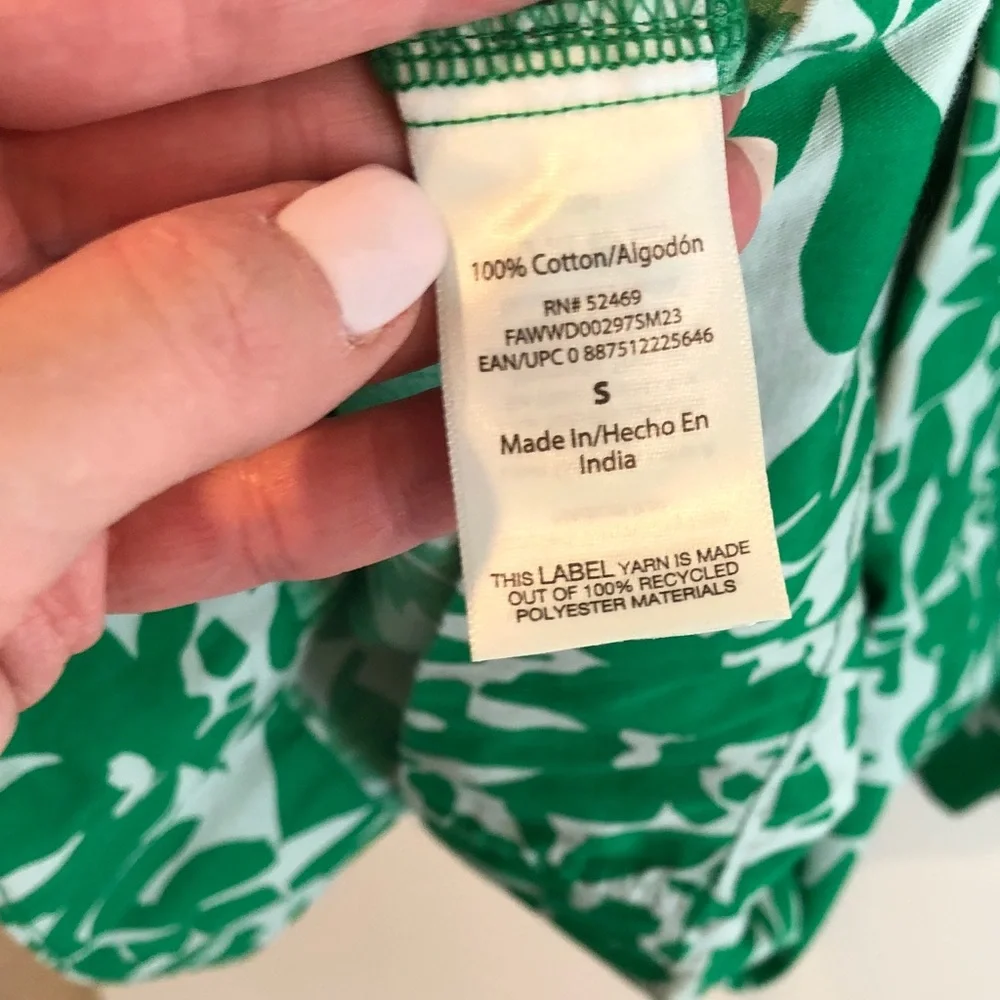 100% Cotton/Algodón
RN# 52469
FAWWD00297SM23
EAN/UPC 0 887512225646
S
Made In/Hecho En
India
THIS LABEL YARN IS MADE
OUT OF 100% RECYCLED
POLYESTER MATERIALS